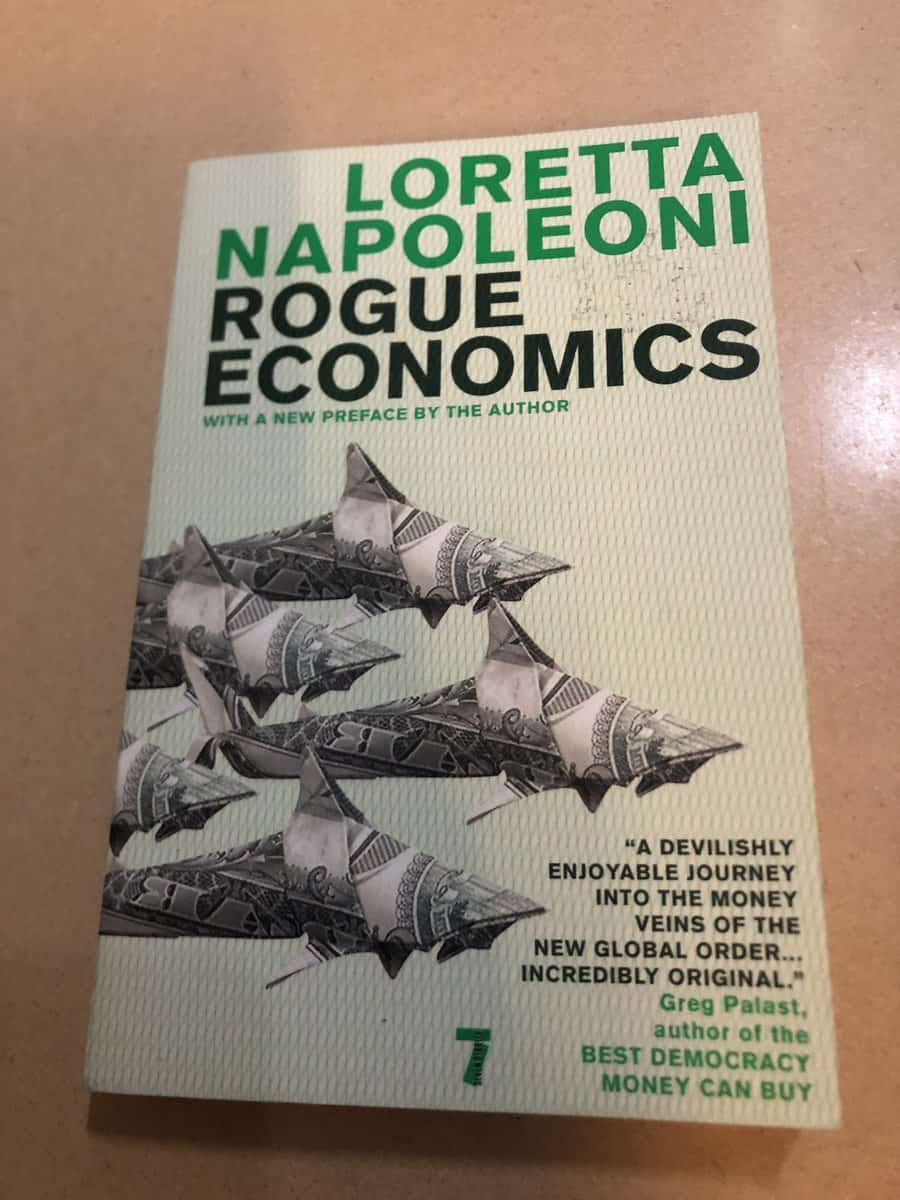 LORETTA
NAPOLEONI
ROGUE
ECONOMICS
WITH A NEW PREFACE BY THE AUTHOR
“A DEVILISHLY
ENJOYABLE JOURNEY
INTO THE MONEY
VEINS OF THE
NEW GLOBAL ORDER...
INCREDIBLY ORIGINAL.”
Greg Palast,
author of the
BEST DEMOCRACY
MONEY CAN BUY
7